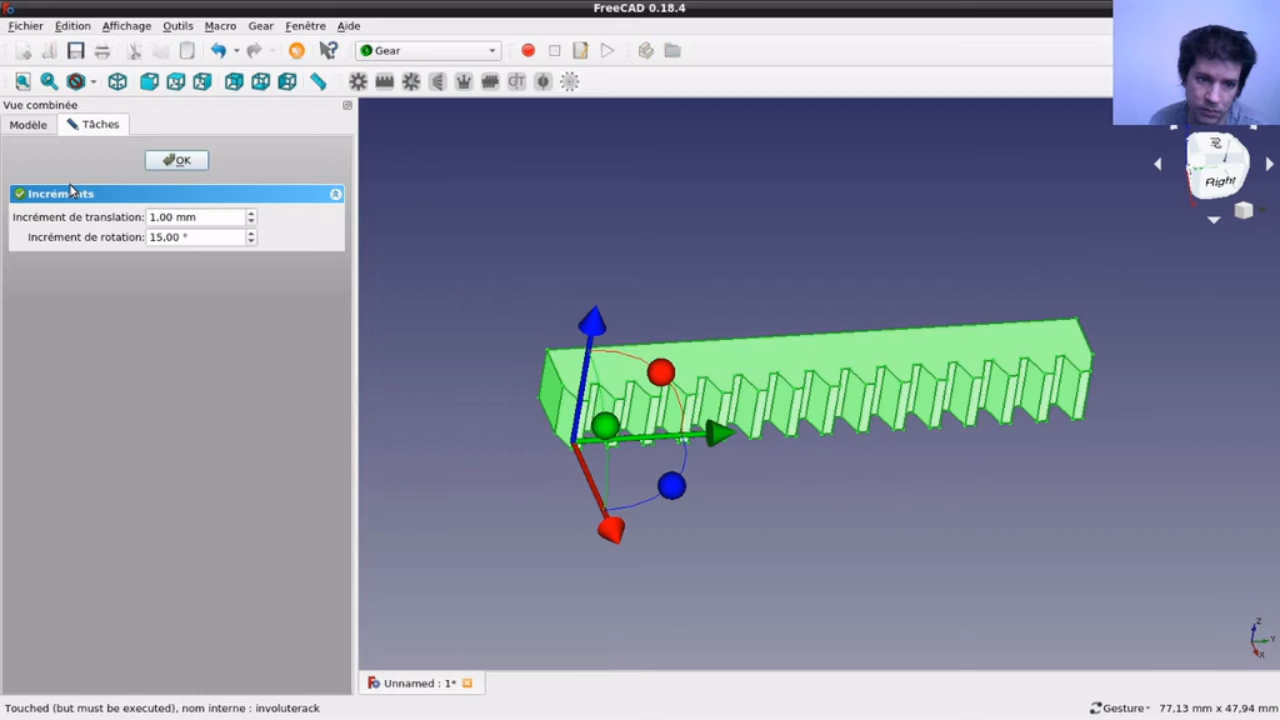 FreeCAD 0.18.4
Fichier Édition Affichage Outils Macro Gear Fenêtre Aide
Gear
Vue combinée
Modèle Tâches
OK
Incréments
Incrément de translation: 1.00 mm
Incrément de rotation: 15,00 °
Right
Z
Y
X
Unnamed : 1*
Touched (but must be executed), nom interne : involuterack
Gesture 77,13 mm x 47,94 mm